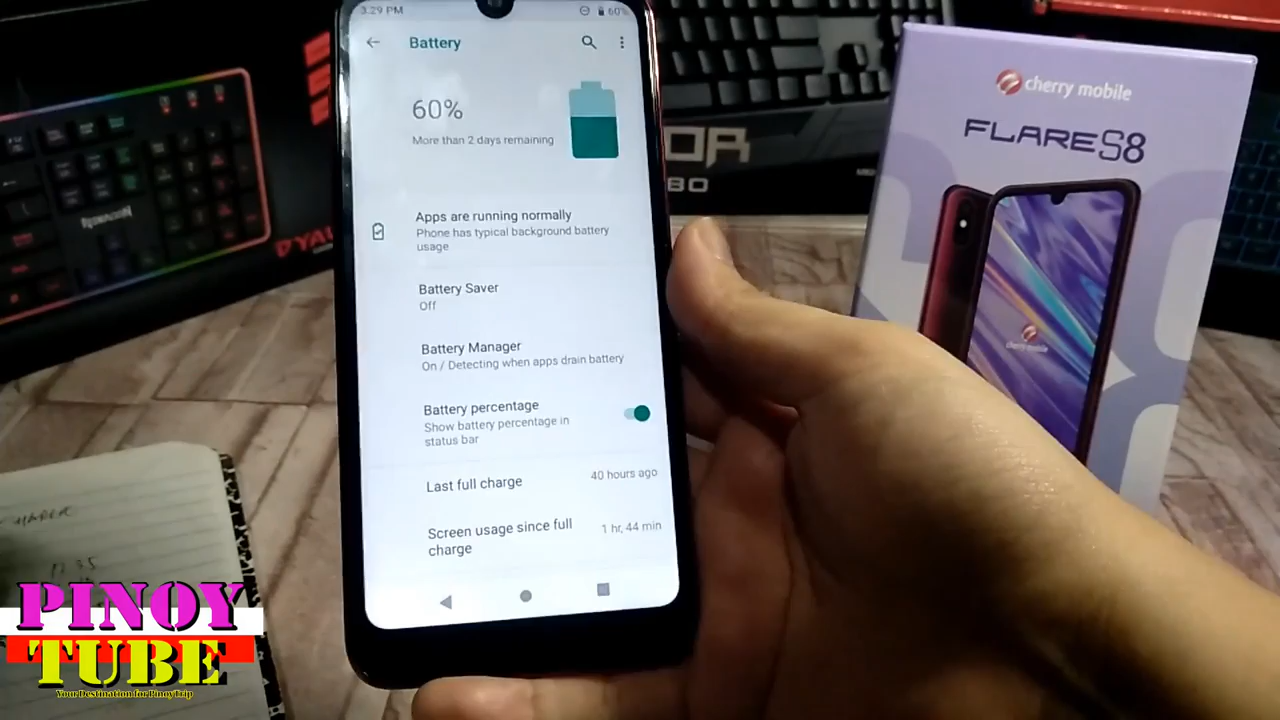 3:29 PM
60%
Battery
60%
More than 2 days remaining
Apps are running normally
Phone has typical background battery
usage
Battery Saver
Off
Battery Manager
On / Detecting when apps drain battery
Battery percentage
Show battery percentage in
status bar
Last full charge
40 hours ago
Screen usage since full
charge
1 hr, 44 min
cherry mobile
FLARE S8
cherry mobile
PINOY
TUBE
Your Destination for PinoyTrip